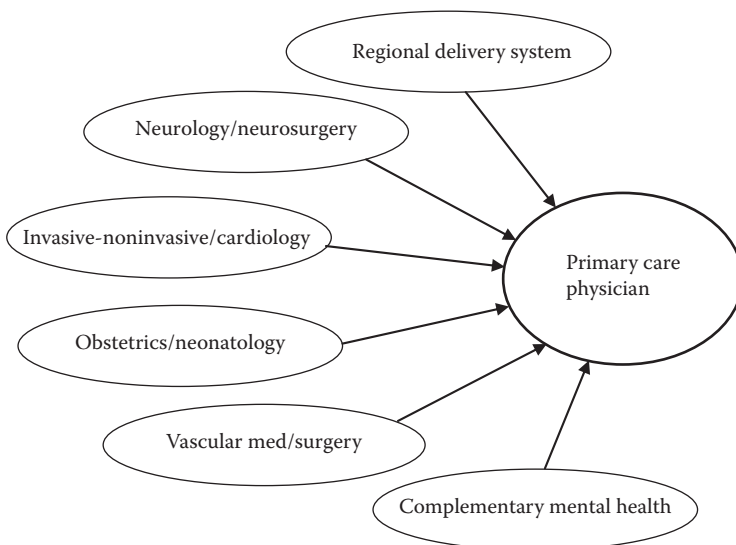 Regional delivery system
Neurology/neurosurgery
Invasive-noninvasive/cardiology
Primary care
physician
Obstetrics/neonatology
Vascular med/surgery
Complementary mental health